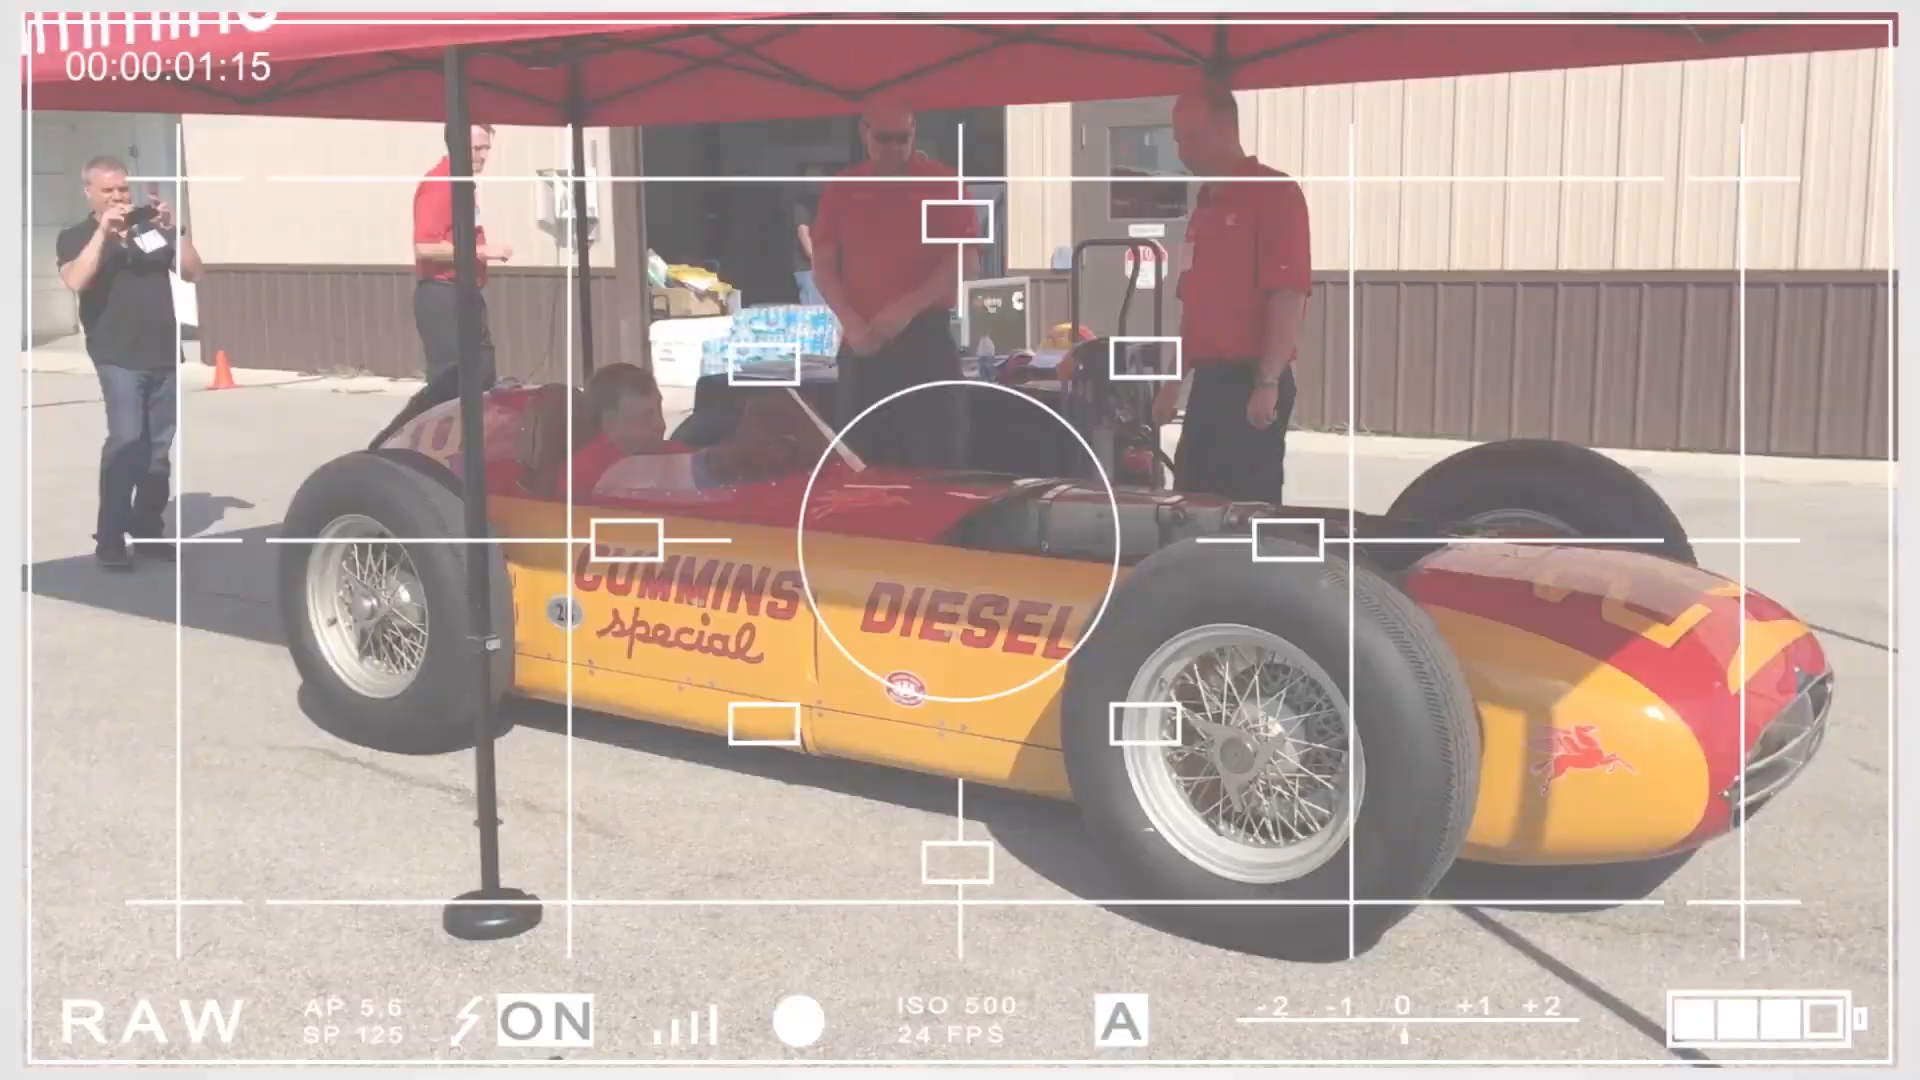 00:00:01:15
CUMMINS
special
DIESEL
RAW
AP 5.6
SP 125
ON
ISO 500
24 FPS
A
-2 -1 0 +1 +2